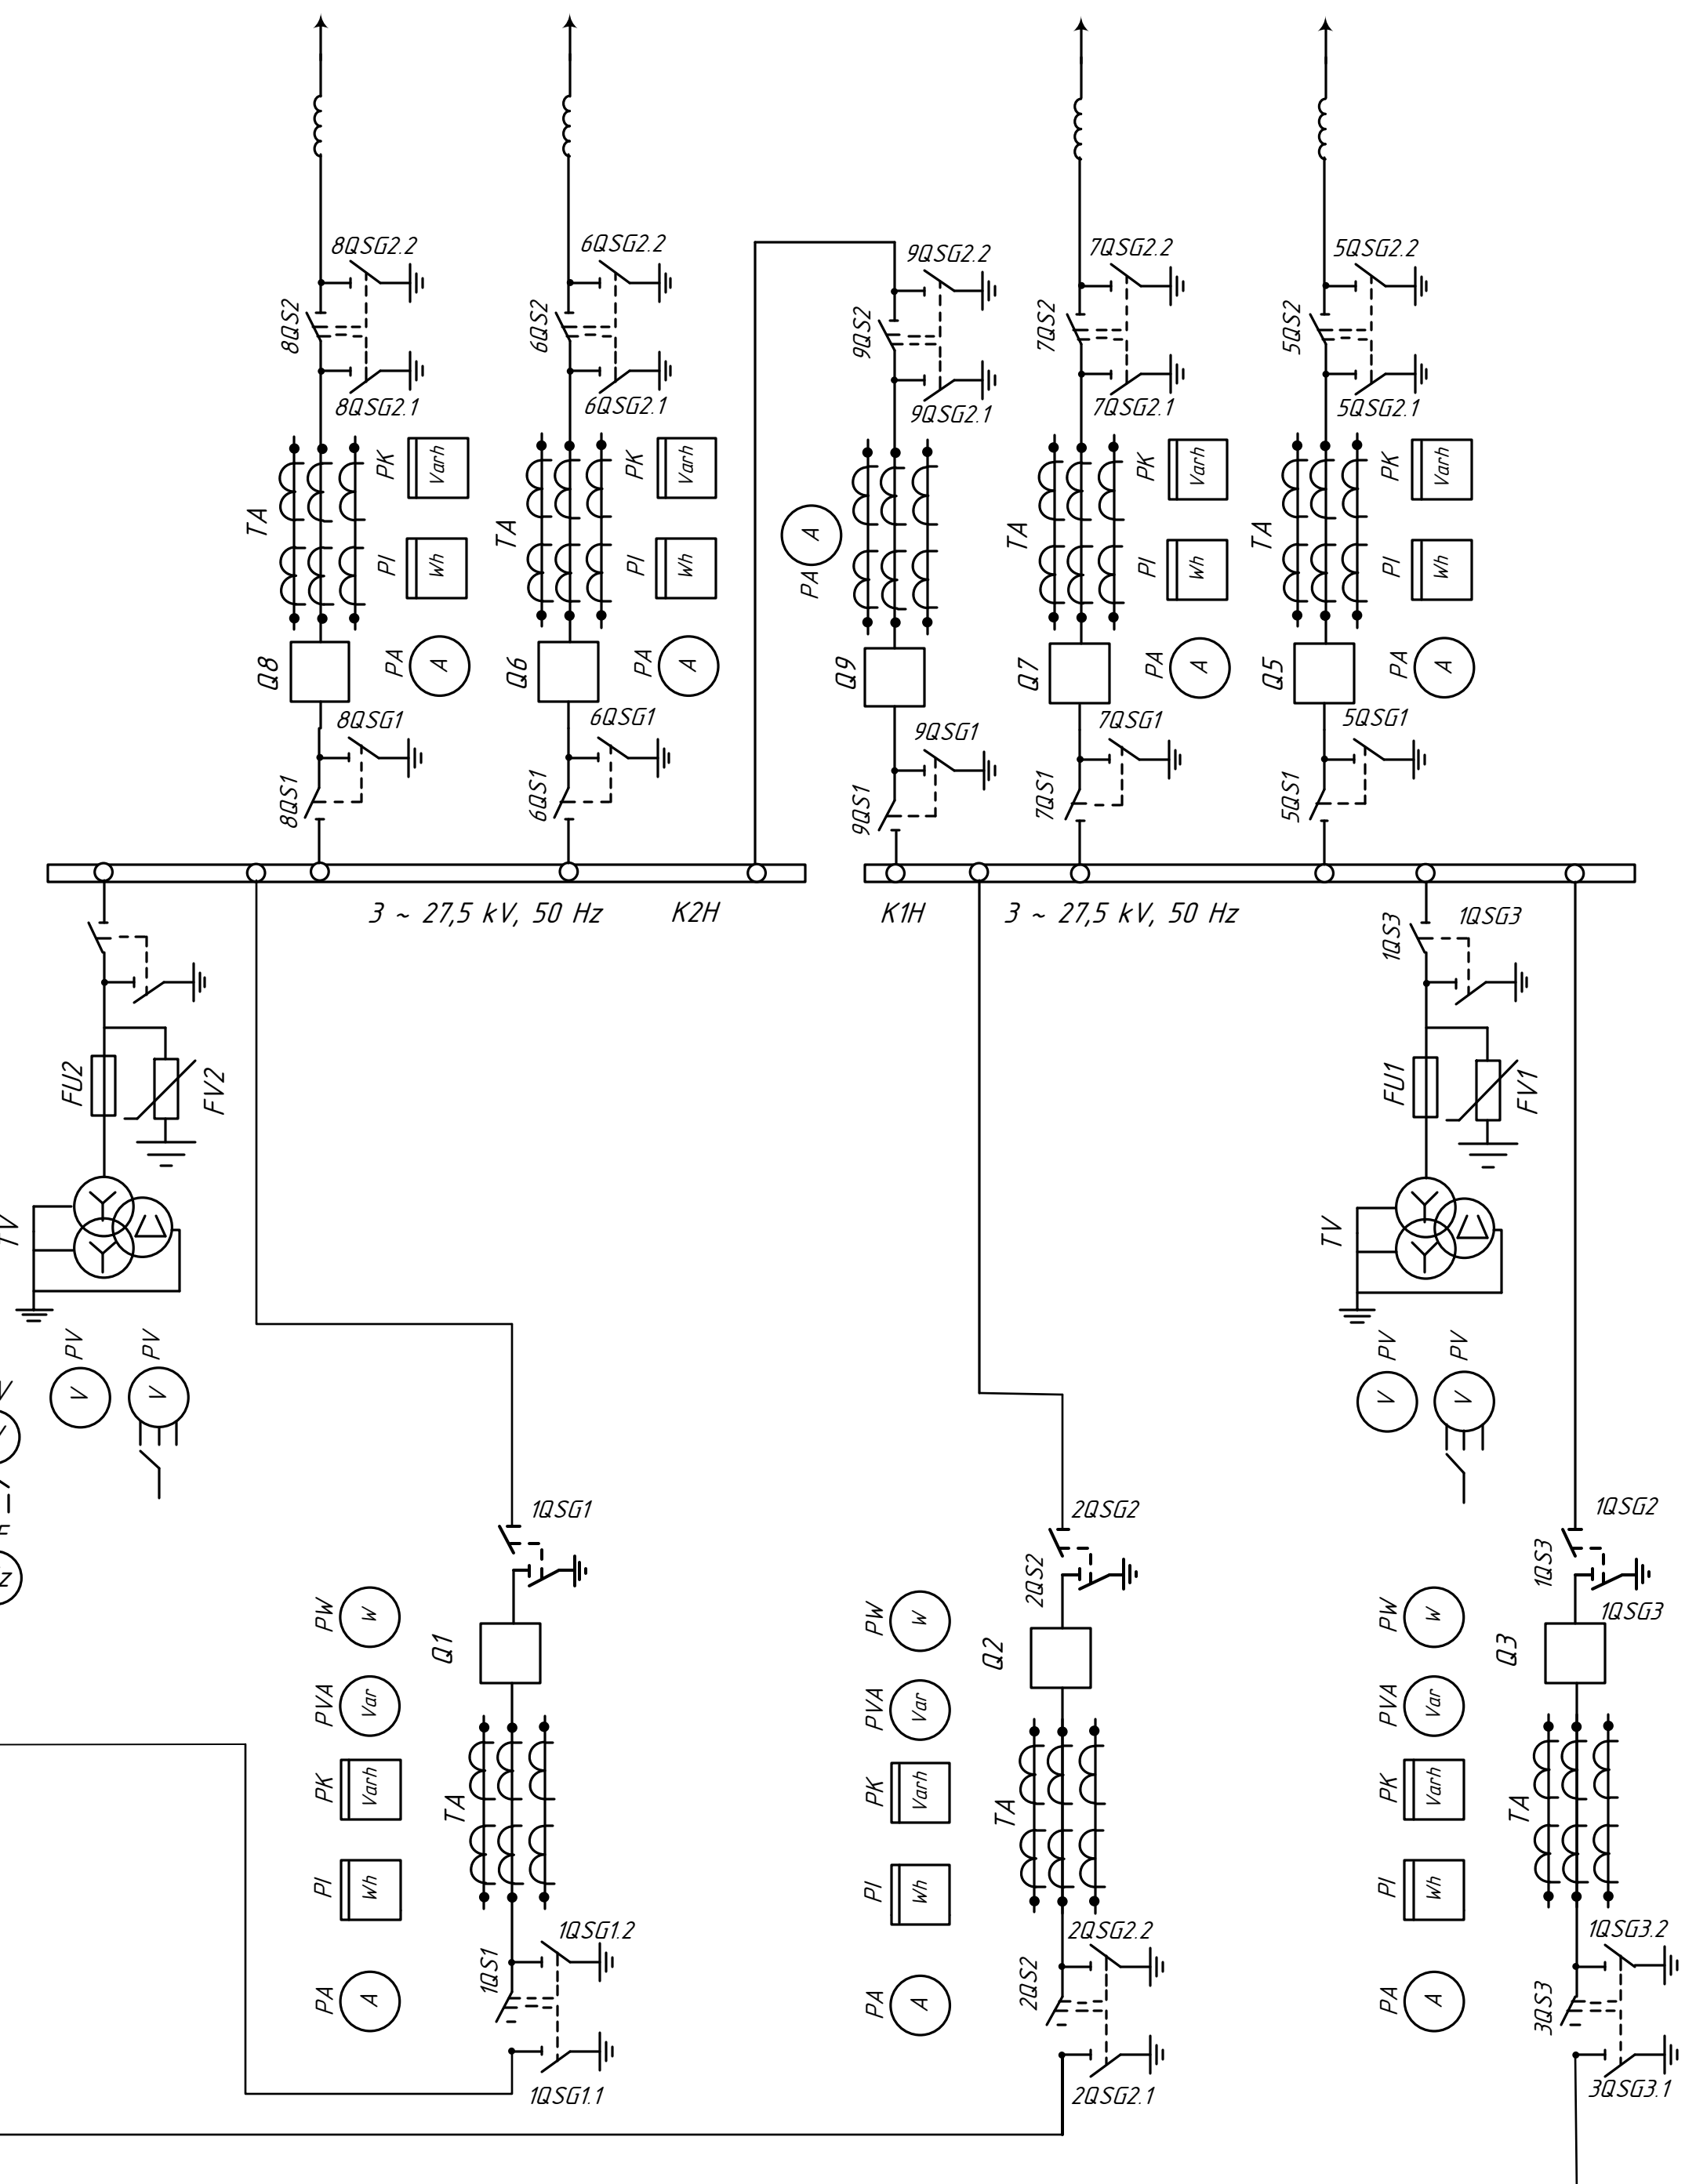 8QSG2.2
6QSG2.2
9QSG2.2
7QSG2.2
5QSG2.2
8QS2
6QS2
9QS2
7QS2
5QS2
8QSG2.1
6QSG2.1
9QSG2.1
7QSG2.1
5QSG2.1
TA
PK
Varh
TA
PK
Varh
A
TA
PK
Varh
TA
PK
Varh
PI
Wh
PI
Wh
PA
PI
Wh
PI
Wh
Q8
PA
A
Q6
PA
A
Q9
Q7
PA
A
Q5
PA
A
8QSG1
6QSG1
9QSG1
7QSG1
5QSG1
8QS1
6QS1
9QS1
7QS1
5QS1
3 ~ 27,5 kV, 50 Hz
K2H
K1H
3 ~ 27,5 kV, 50 Hz
1QS3
1QSG3
FU2
FV2
FU1
FV1
TV
TV
PV
PV
PV
PV
V
V
V
V
1QSG1
2QSG2
1QSG2
2QS2
1QS3
1QSG3
PW
W
Q1
PW
W
Q2
PW
W
Q3
PVA
Var
PVA
Var
PVA
Var
PK
Varh
TA
PK
Varh
TA
PK
Varh
TA
PI
Wh
PI
Wh
PI
Wh
1QSG1.2
2QSG2.2
1QSG3.2
1QS1
2QS2
3QS3
PA
A
PA
A
PA
A
1QSG1.1
2QSG2.1
3QSG3.1